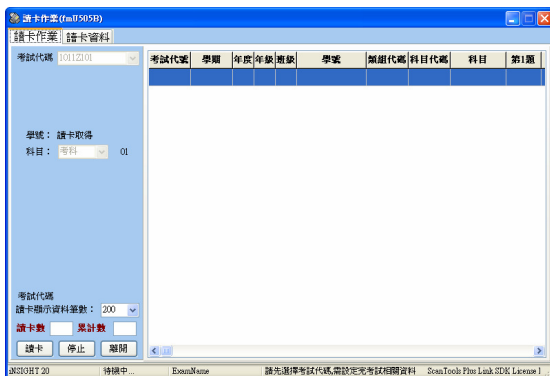 讀卡作業(fmU505B)
讀卡作業 讀卡資料
考試代碼 10112101
考試代號 學期 年度 年級 班級 學號 類組代碼 科目代碼 科目 第1題
學號： 讀卡取得
科目： 考科 01
考試代碼
讀卡顯示資料筆數： 200
讀卡數 累計數
讀卡 停止 離開
iNSIGHT 20 待機中... ExamName 請先選擇考試代碼,需設定完考試相關資料 ScanTools Plus Link SDK License l